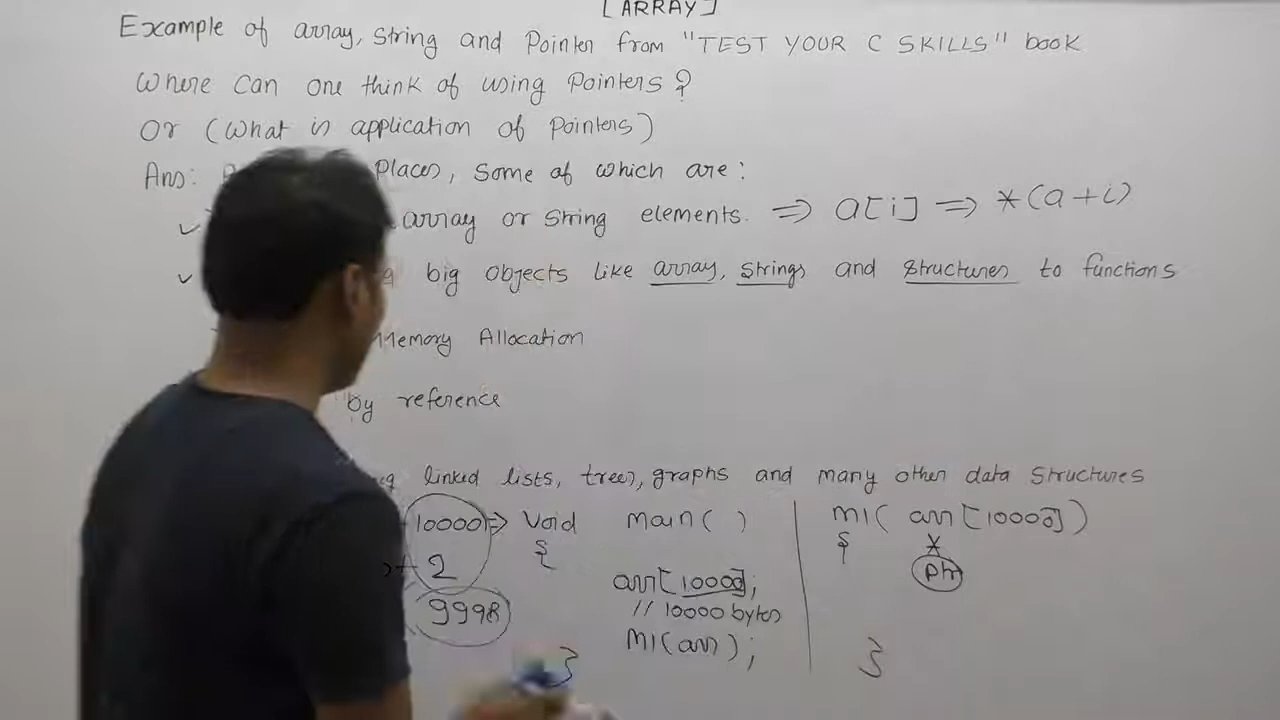 [ARRAY]
Example of array, string and Pointer from "TEST YOUR C SKILLS" book
Where can one think of using Pointers?
Or (What is application of Pointers)
Ans: Places, Some of which are:
✓ array or string elements. => a[i] => *(a+i)
✓ big objects like array, strings and structures to functions
Memory Allocation
by reference
linked lists, trees, graphs and many other data structures
10000 => Void main( ) m1( arr[10000])
{ { *
2 ptr
arr[10000];
9998 // 10000 bytes
m1(arr);
} }